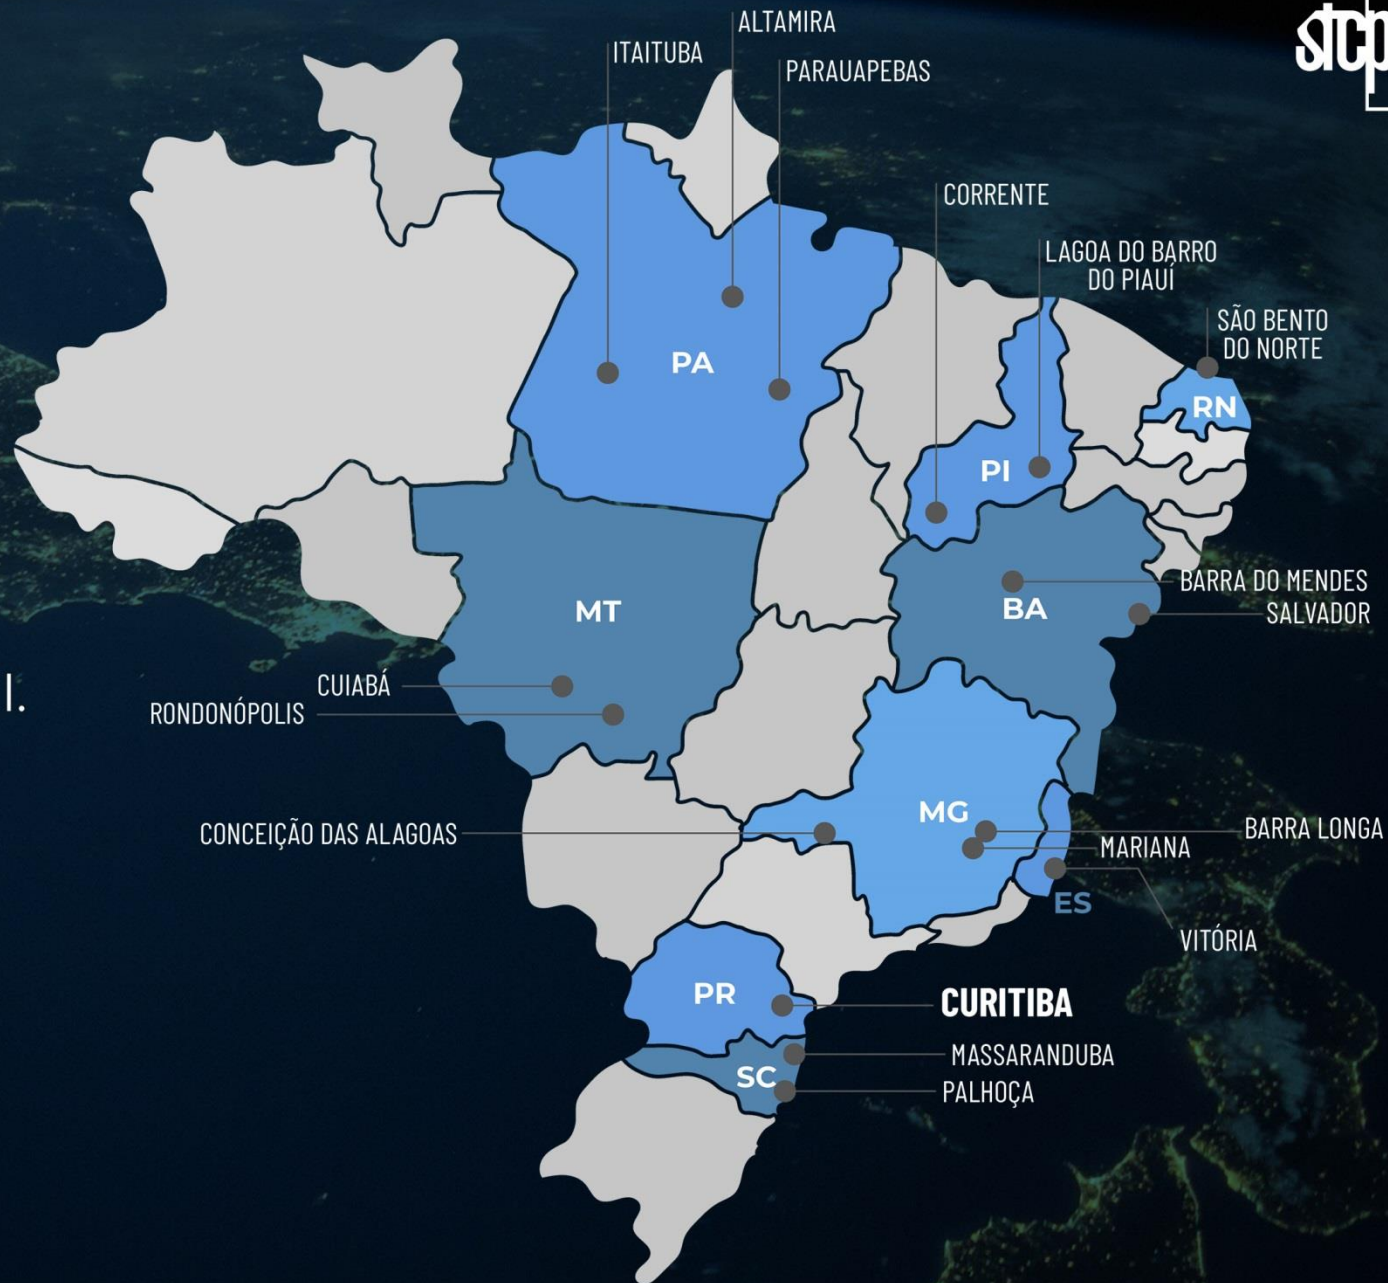 ALTAMIRA
stcp
ITAITUBA
PARAUAPEBAS
CORRENTE
LAGOA DO BARRO
DO PIAUÍ
SÃO BENTO
DO NORTE
PA
RN
PI
BARRA DO MENDES
MT
BA
SALVADOR
CUIABÁ
RONDONÓPOLIS
MG
CONCEIÇÃO DAS ALAGOAS
BARRA LONGA
MARIANA
ES
VITÓRIA
PR
CURITIBA
MASSARANDUBA
SC
PALHOÇA